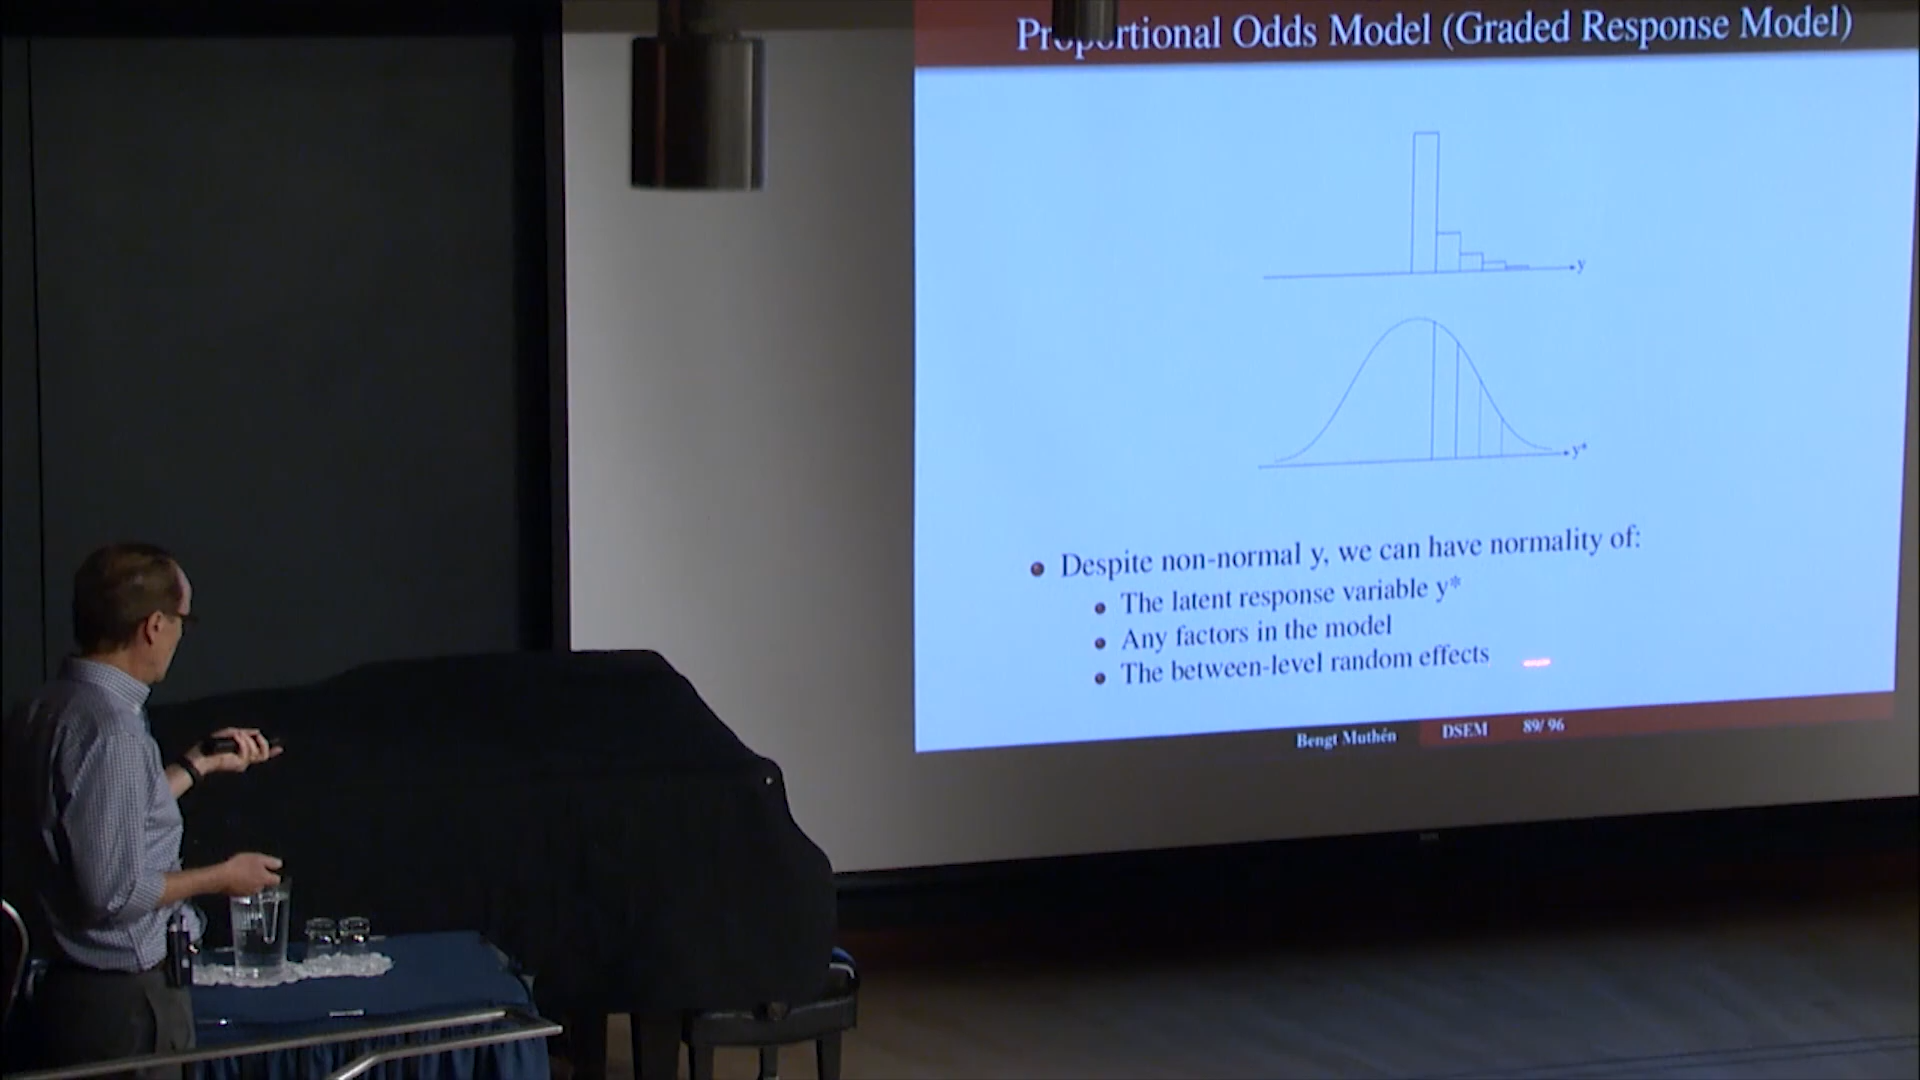 Proportional Odds Model (Graded Response Model)
y
y*
Despite non-normal y, we can have normality of:
The latent response variable y*
Any factors in the model
The between-level random effects
Bengt Muthén DSEM 89/ 96